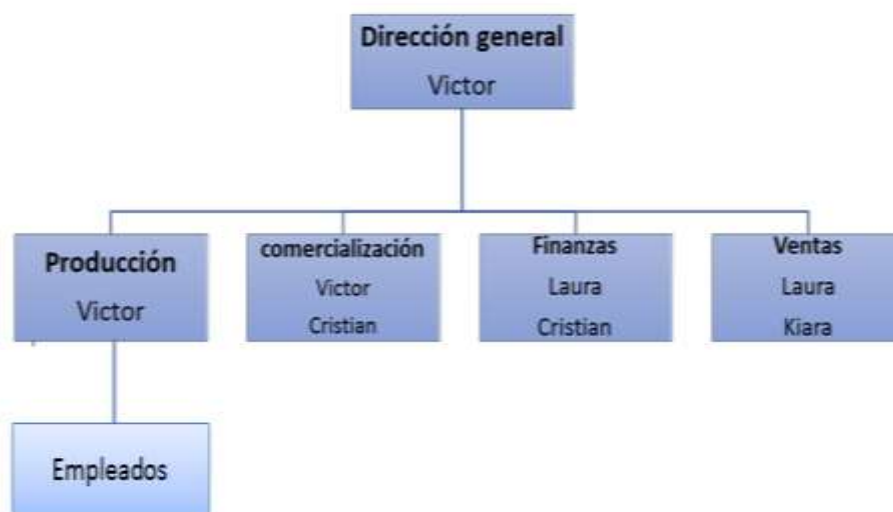 Dirección general
Victor
Producción
Victor
comercialización
Victor
Cristian
Finanzas
Laura
Cristian
Ventas
Laura
Kiara
Empleados